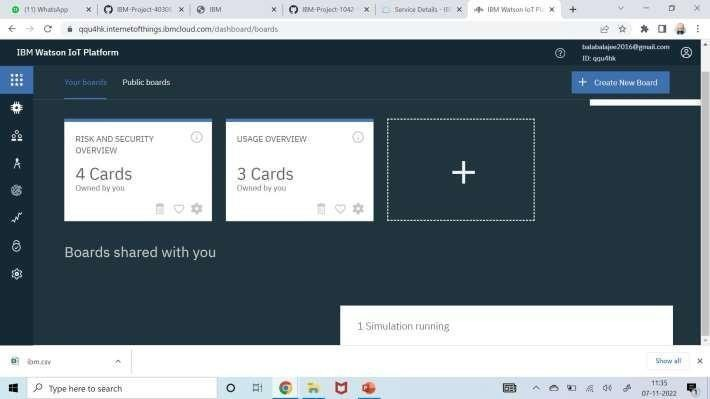 (11) WhatsApp
IBM-Project-4030
IBM
IBM-Project-1042
Service Details - IB
IBM Watson IoT Pl
qqu4hk.internetofthings.ibmcloud.com/dashboard/boards
IBM Watson IoT Platform
balabalajee2016@gmail.com
ID: qqu4hk
Your boards
Public boards
Create New Board
RISK AND SECURITY
OVERVIEW
4 Cards
Owned by you
USAGE OVERVIEW
3 Cards
Owned by you
Boards shared with you
1 Simulation running
ibm.csv
Show all
Type here to search
11:35
07-11-2022